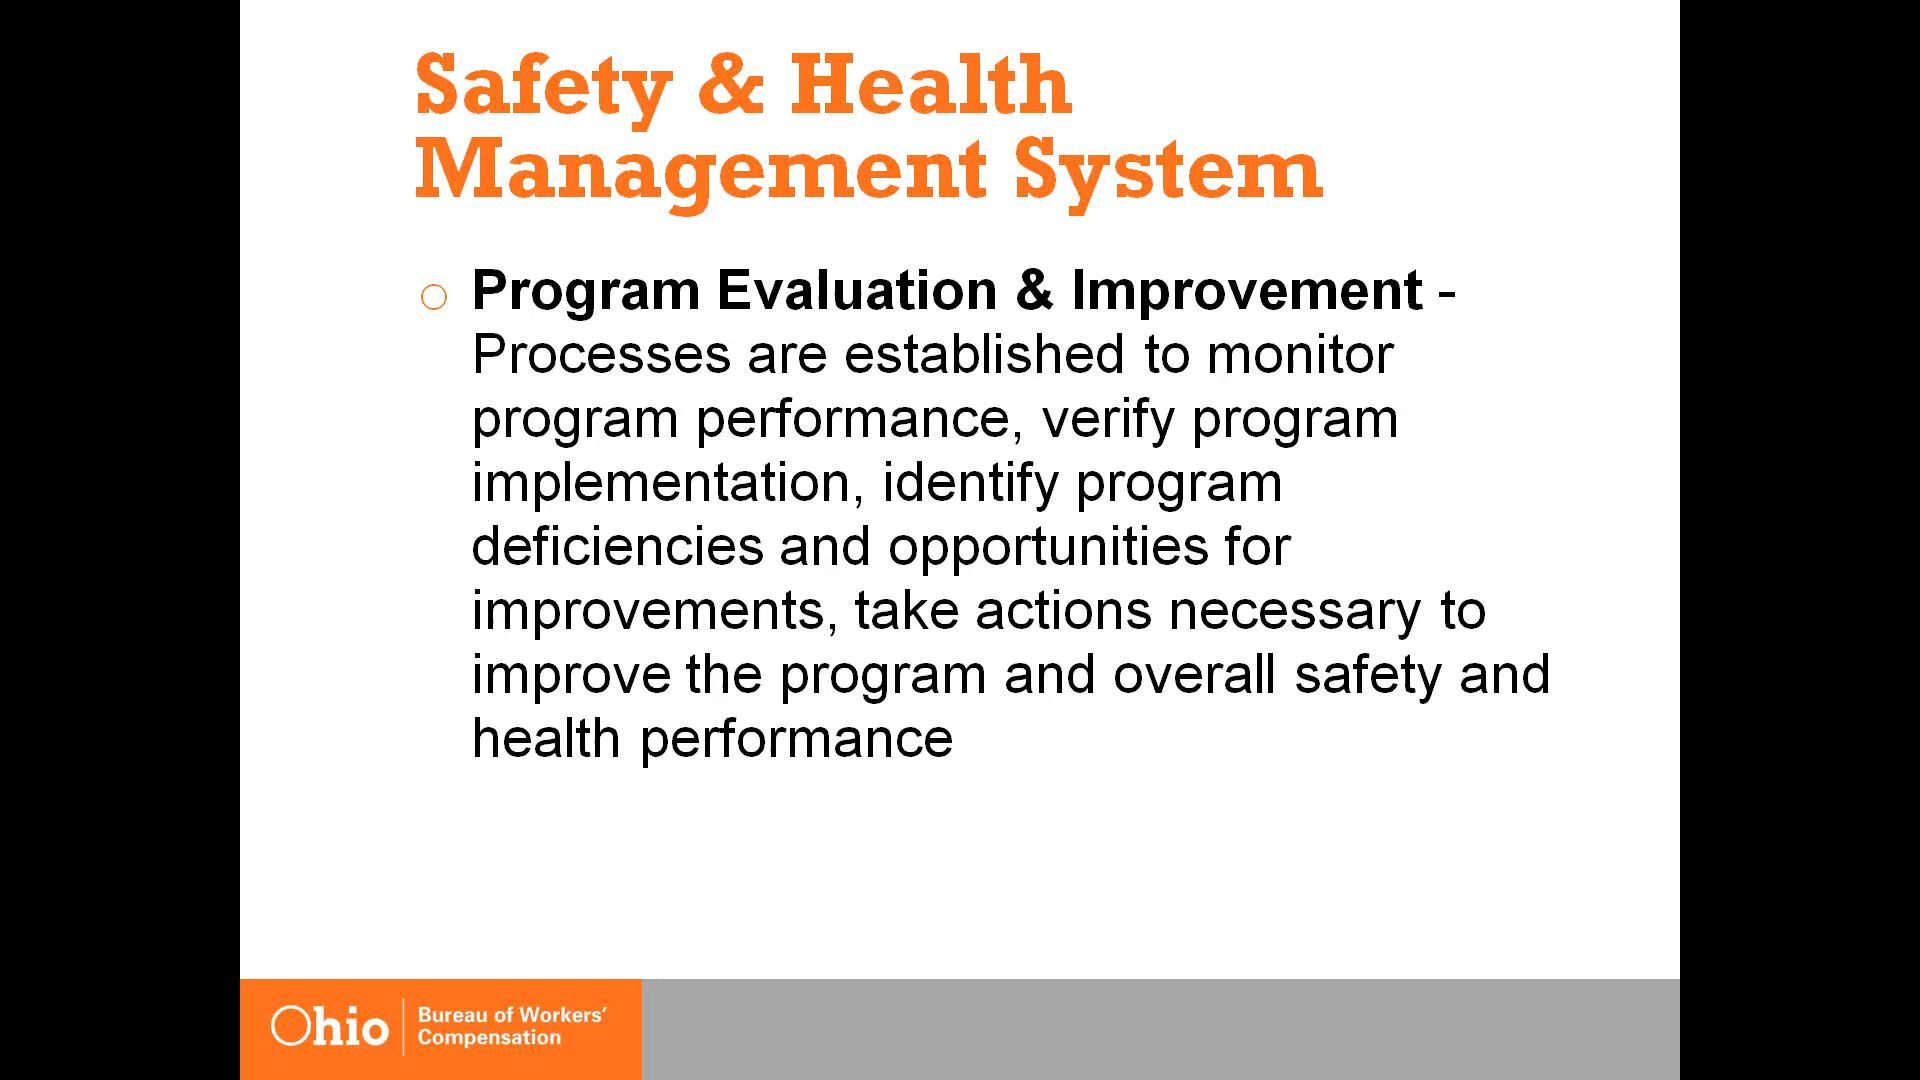 Safety & Health
Management System
Program Evaluation & Improvement -
Processes are established to monitor
program performance, verify program
implementation, identify program
deficiencies and opportunities for
improvements, take actions necessary to
improve the program and overall safety and
health performance
Ohio
Bureau of Workers’
Compensation